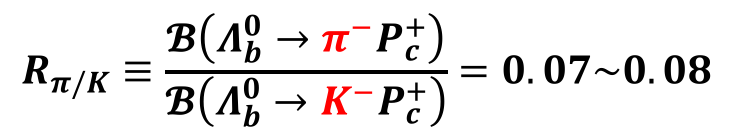 R_{π/K} ≡ 𝓑(Λ_b^0 → π^− P_c^+) / 𝓑(Λ_b^0 → K^− P_c^+) = 0.07~0.08